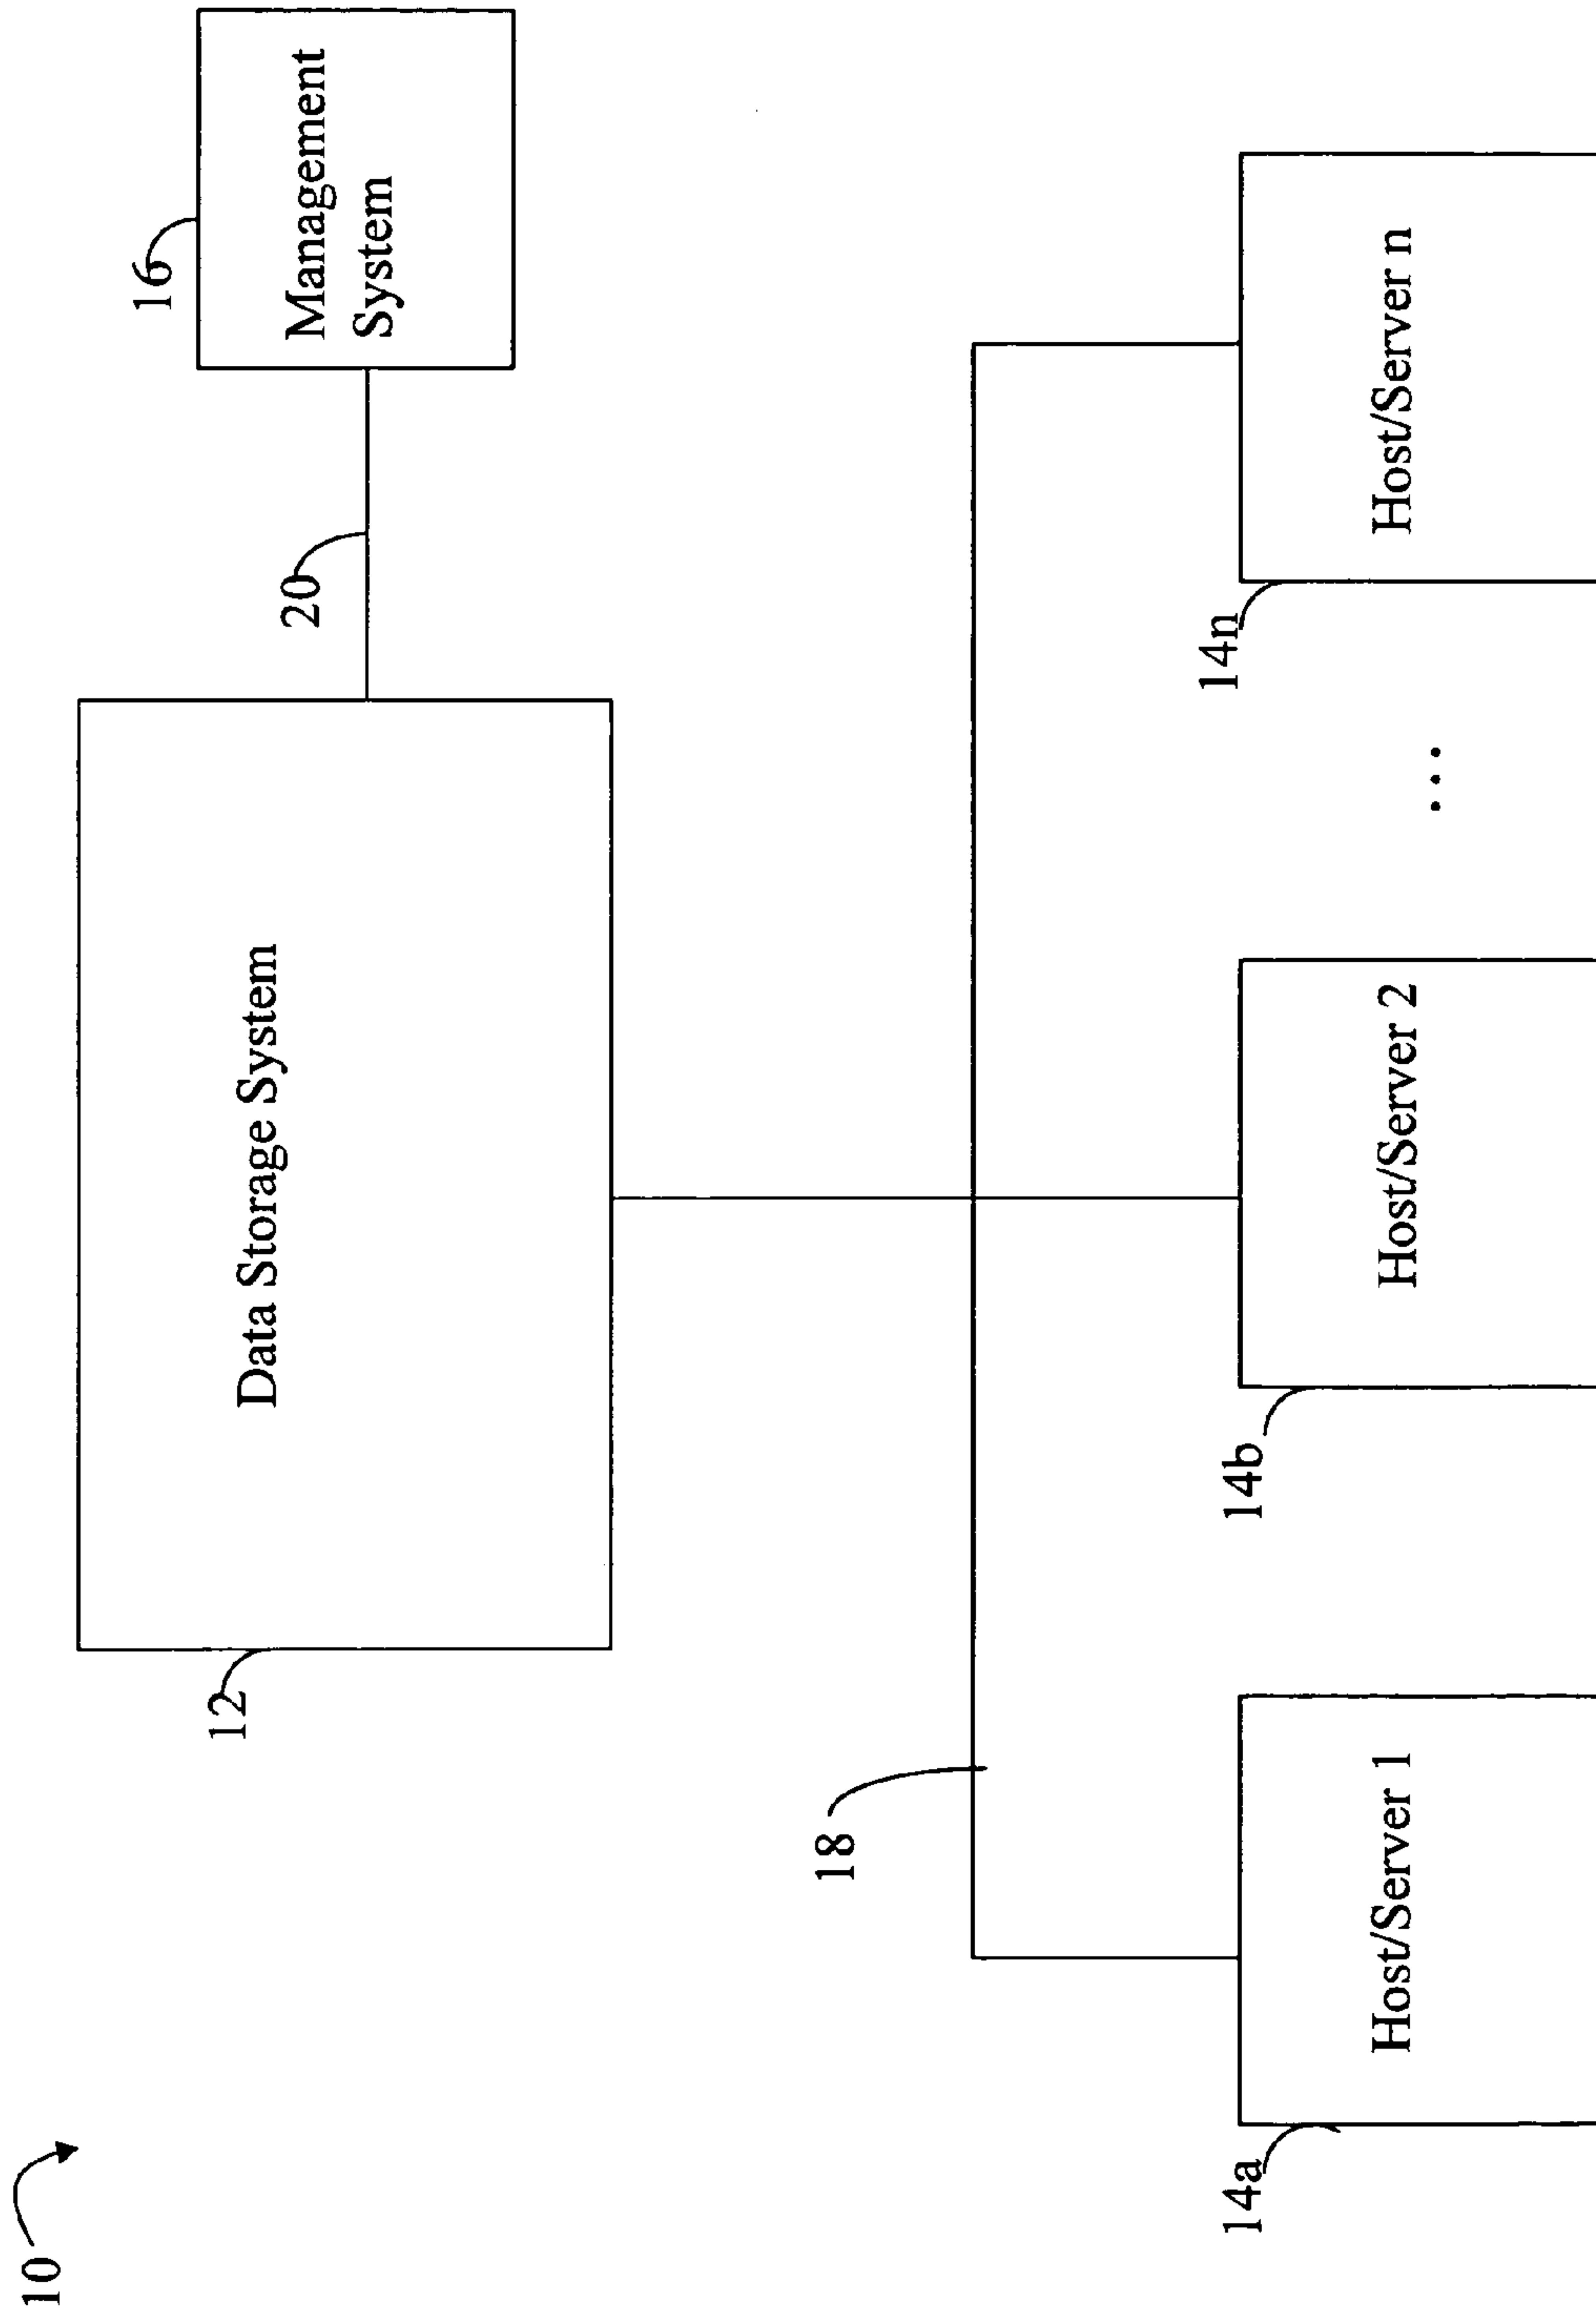 10
12
Data Storage System
16
Management
System
20
18
14a
Host/Server 1
14b
Host/Server 2
...
14n
Host/Server n